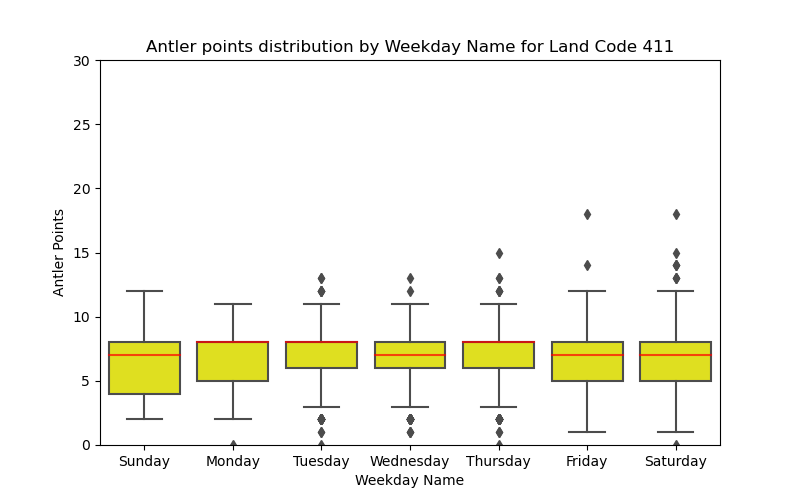 Antler points distribution by Weekday Name for Land Code 411
30
25
20
15
10
5
0
Antler Points
Sunday Monday Tuesday Wednesday Thursday Friday Saturday
Weekday Name